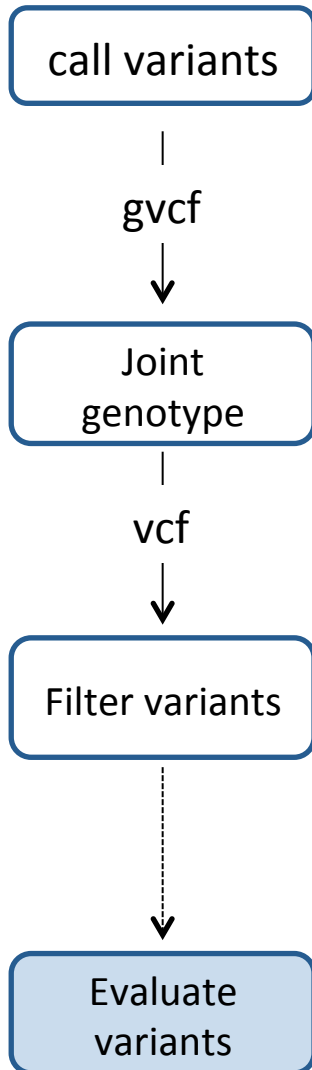 call variants
gvcf
Joint
genotype
vcf
Filter variants
Evaluate
variants